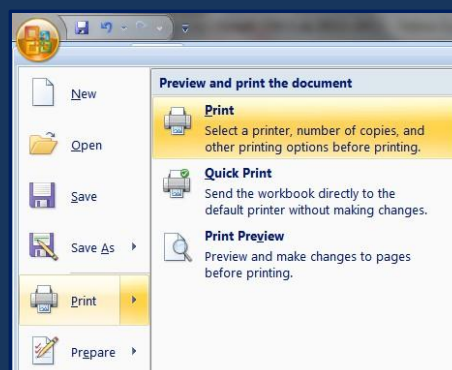 New
Open
Save
Save As
Print
Prepare
Preview and print the document
Print
Select a printer, number of copies, and
other printing options before printing.
Quick Print
Send the workbook directly to the
default printer without making changes.
Print Preview
Preview and make changes to pages
before printing.